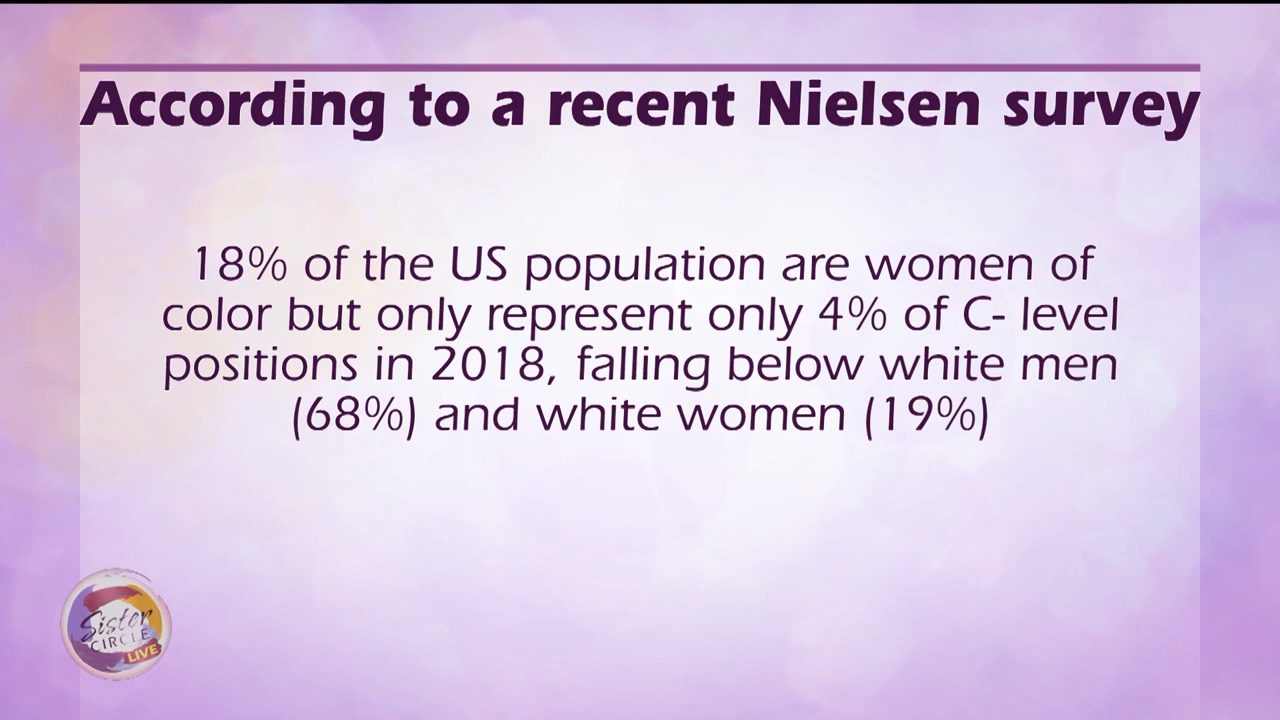 According to a recent Nielsen survey
18% of the US population are women of
color but only represent only 4% of C- level
positions in 2018, falling below white men
(68%) and white women (19%)
Sister
CIRCLE
LIVE